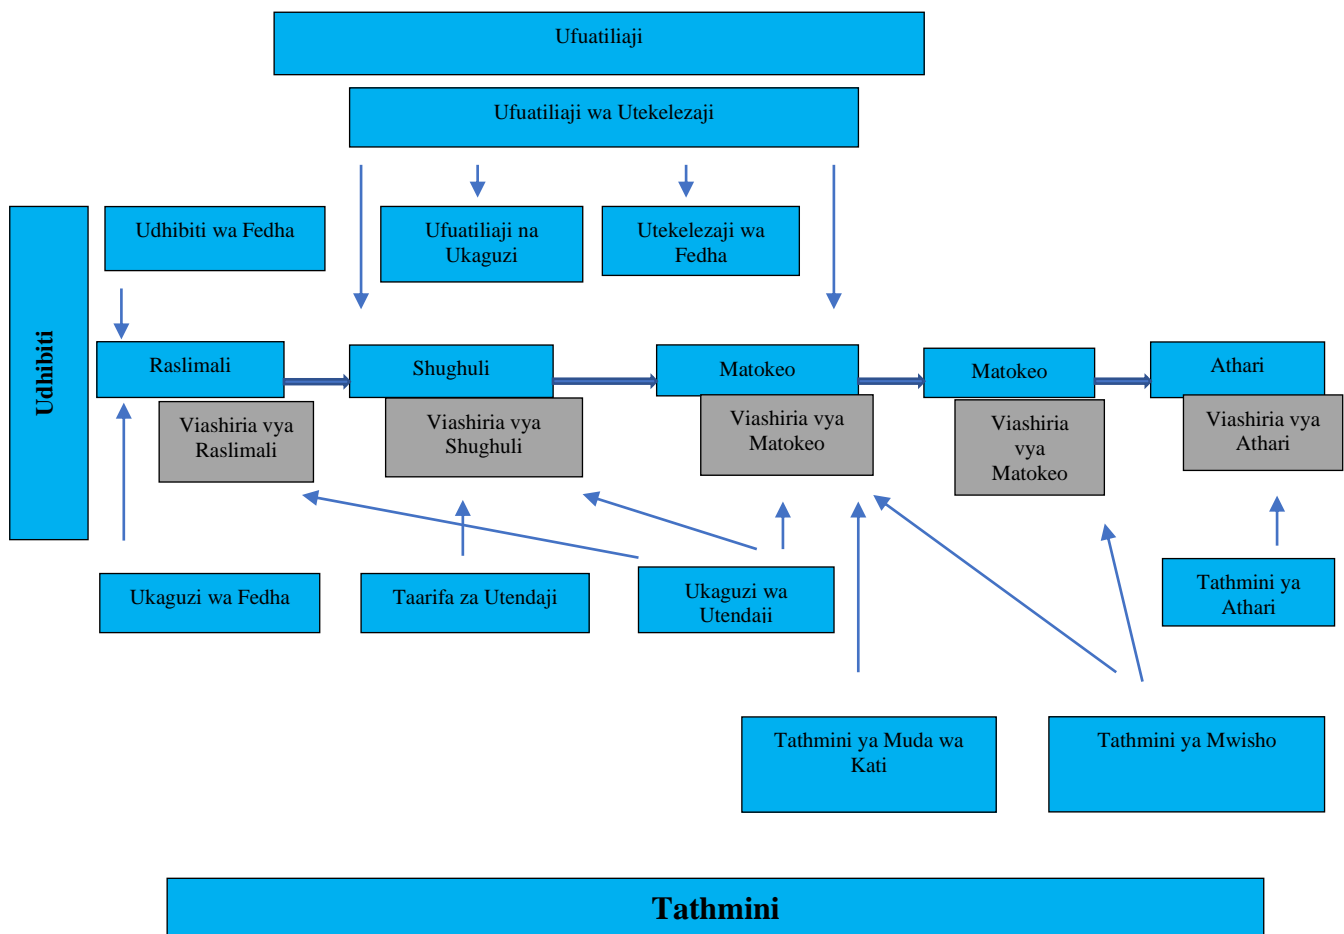 Ufuatiliaji
Ufuatiliaji wa Utekelezaji
Udhibiti
Udhibiti wa Fedha
Ufuatiliaji na
Ukaguzi
Utekelezaji wa
Fedha
Raslimali
Shughuli
Matokeo
Matokeo
Athari
Viashiria vya
Raslimali
Viashiria vya
Shughuli
Viashiria vya
Matokeo
Viashiria
vya
Matokeo
Viashiria vya
Athari
Ukaguzi wa Fedha
Taarifa za Utendaji
Ukaguzi wa
Utendaji
Tathmini ya
Athari
Tathmini ya Muda wa
Kati
Tathmini ya Mwisho
Tathmini